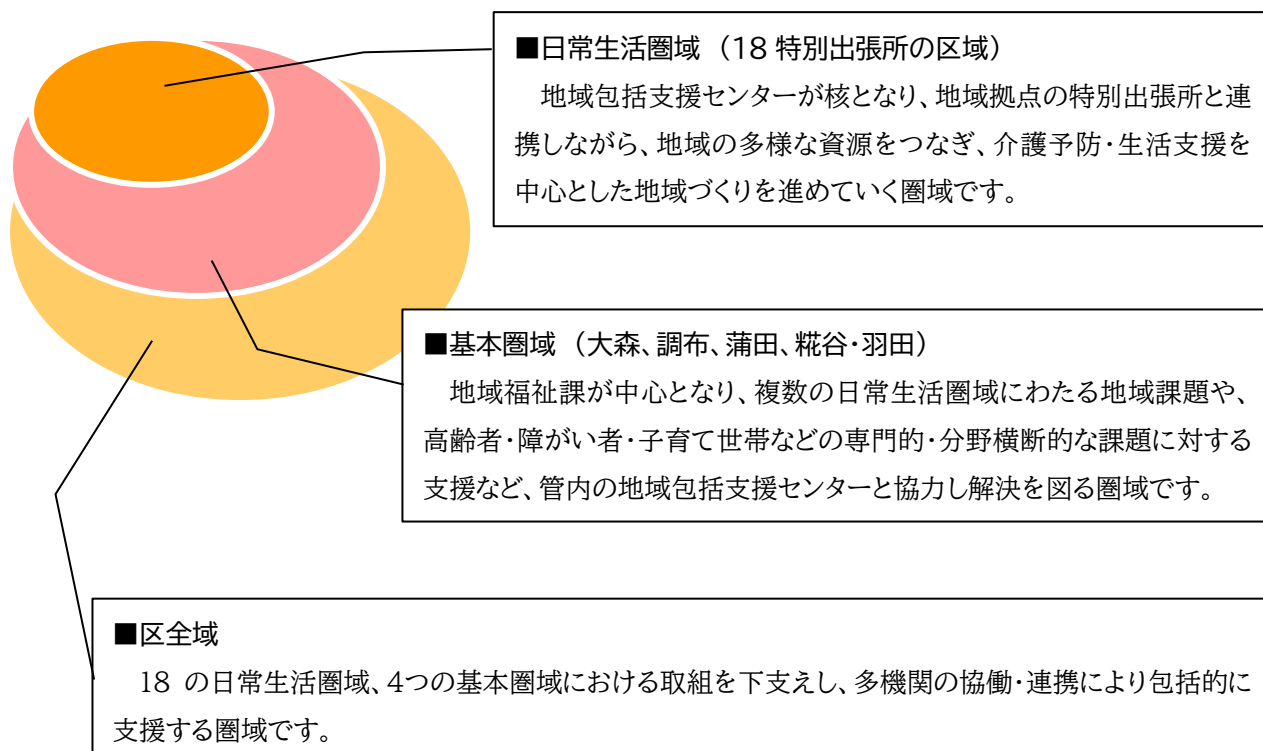 ■日常生活圏域（18 特別出張所の区域）
地域包括支援センターが核となり、地域拠点の特別出張所と連
携しながら、地域の多様な資源をつなぎ、介護予防・生活支援を
中心とした地域づくりを進めていく圏域です。
■基本圏域（大森、調布、蒲田、糀谷・羽田）
地域福祉課が中心となり、複数の日常生活圏域にわたる地域課題や、
高齢者・障がい者・子育て世帯などの専門的・分野横断的な課題に対する
支援など、管内の地域包括支援センターと協力し解決を図る圏域です。
■区全域
18 の日常生活圏域、4つの基本圏域における取組を下支えし、多機関の協働・連携により包括的に
支援する圏域です。